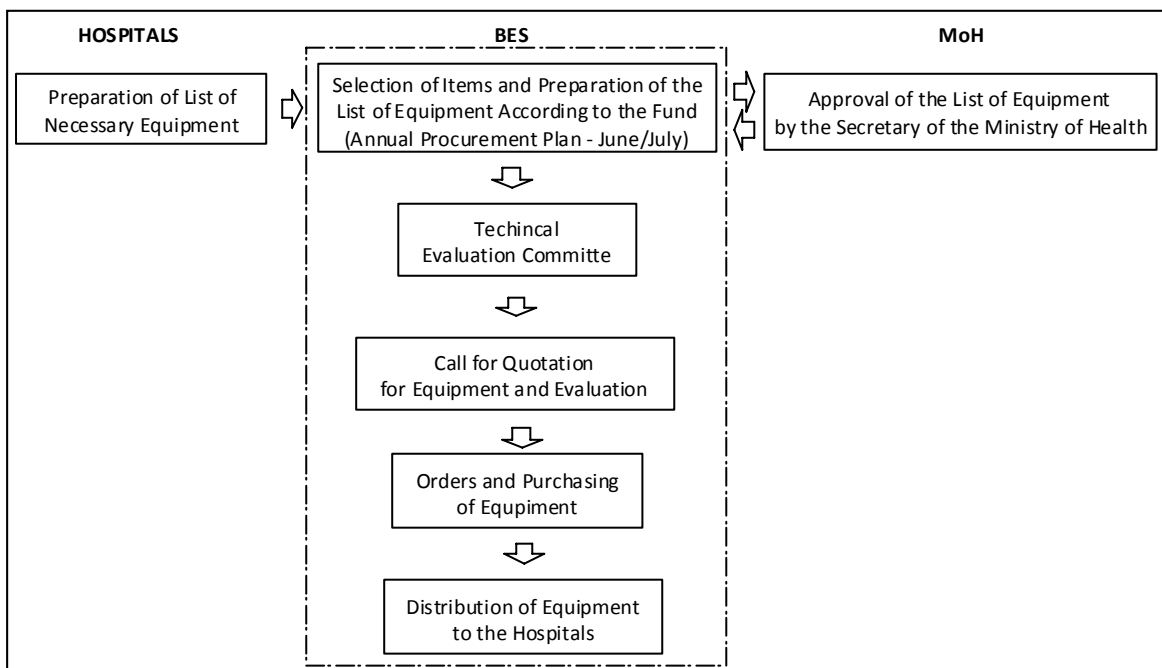 HOSPITALS
BES
MoH
Preparation of List of
Necessary Equipment
Selection of Items and Preparation of the
List of Equipment According to the Fund
(Annual Procurement Plan - June/July)
Approval of the List of Equipment
by the Secretary of the Ministry of Health
Techincal
Evaluation Committe
Call for Quotation
for Equipment and Evaluation
Orders and Purchasing
of Equpiment
Distribution of Equipment
to the Hospitals